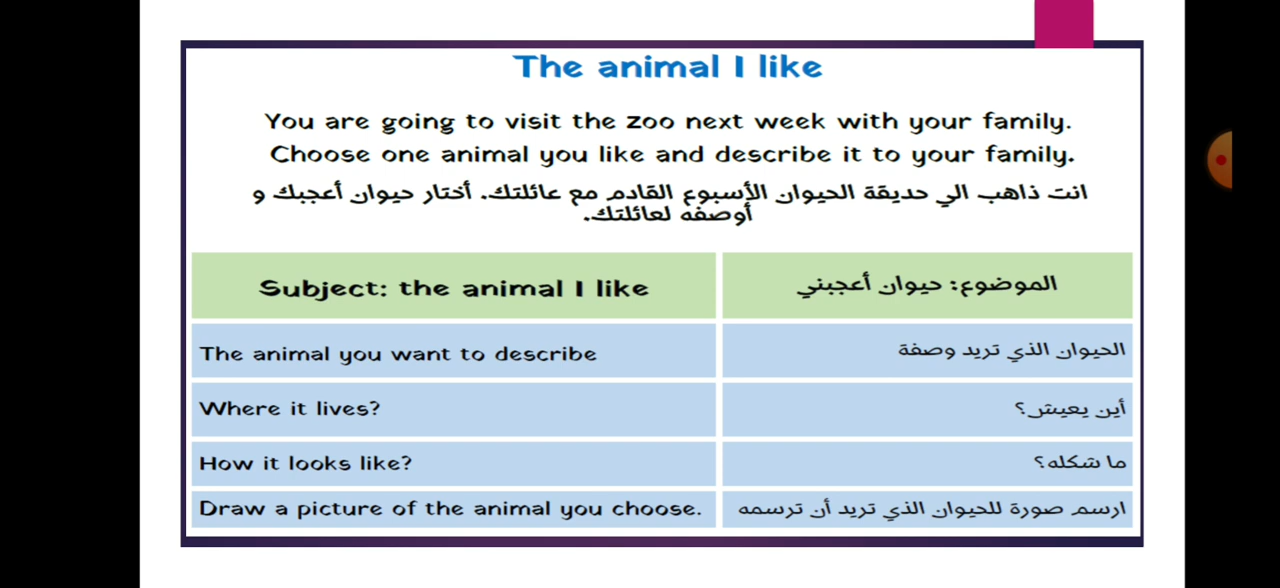 The animal I like
You are going to visit the zoo next week with your family.
Choose one animal you like and describe it to your family.
انت ذاهب الي حديقة الحيوان الأسبوع القادم مع عائلتك. أختار حيوان أعجبك و
أوصفه لعائلتك.
Subject: the animal I like
الموضوع: حيوان أعجبني
The animal you want to describe
الحيوان الذي تريد وصفة
Where it lives?
أين يعيش؟
How it looks like?
ما شكله؟
Draw a picture of the animal you choose.
ارسم صورة للحيوان الذي تريد أن ترسمه